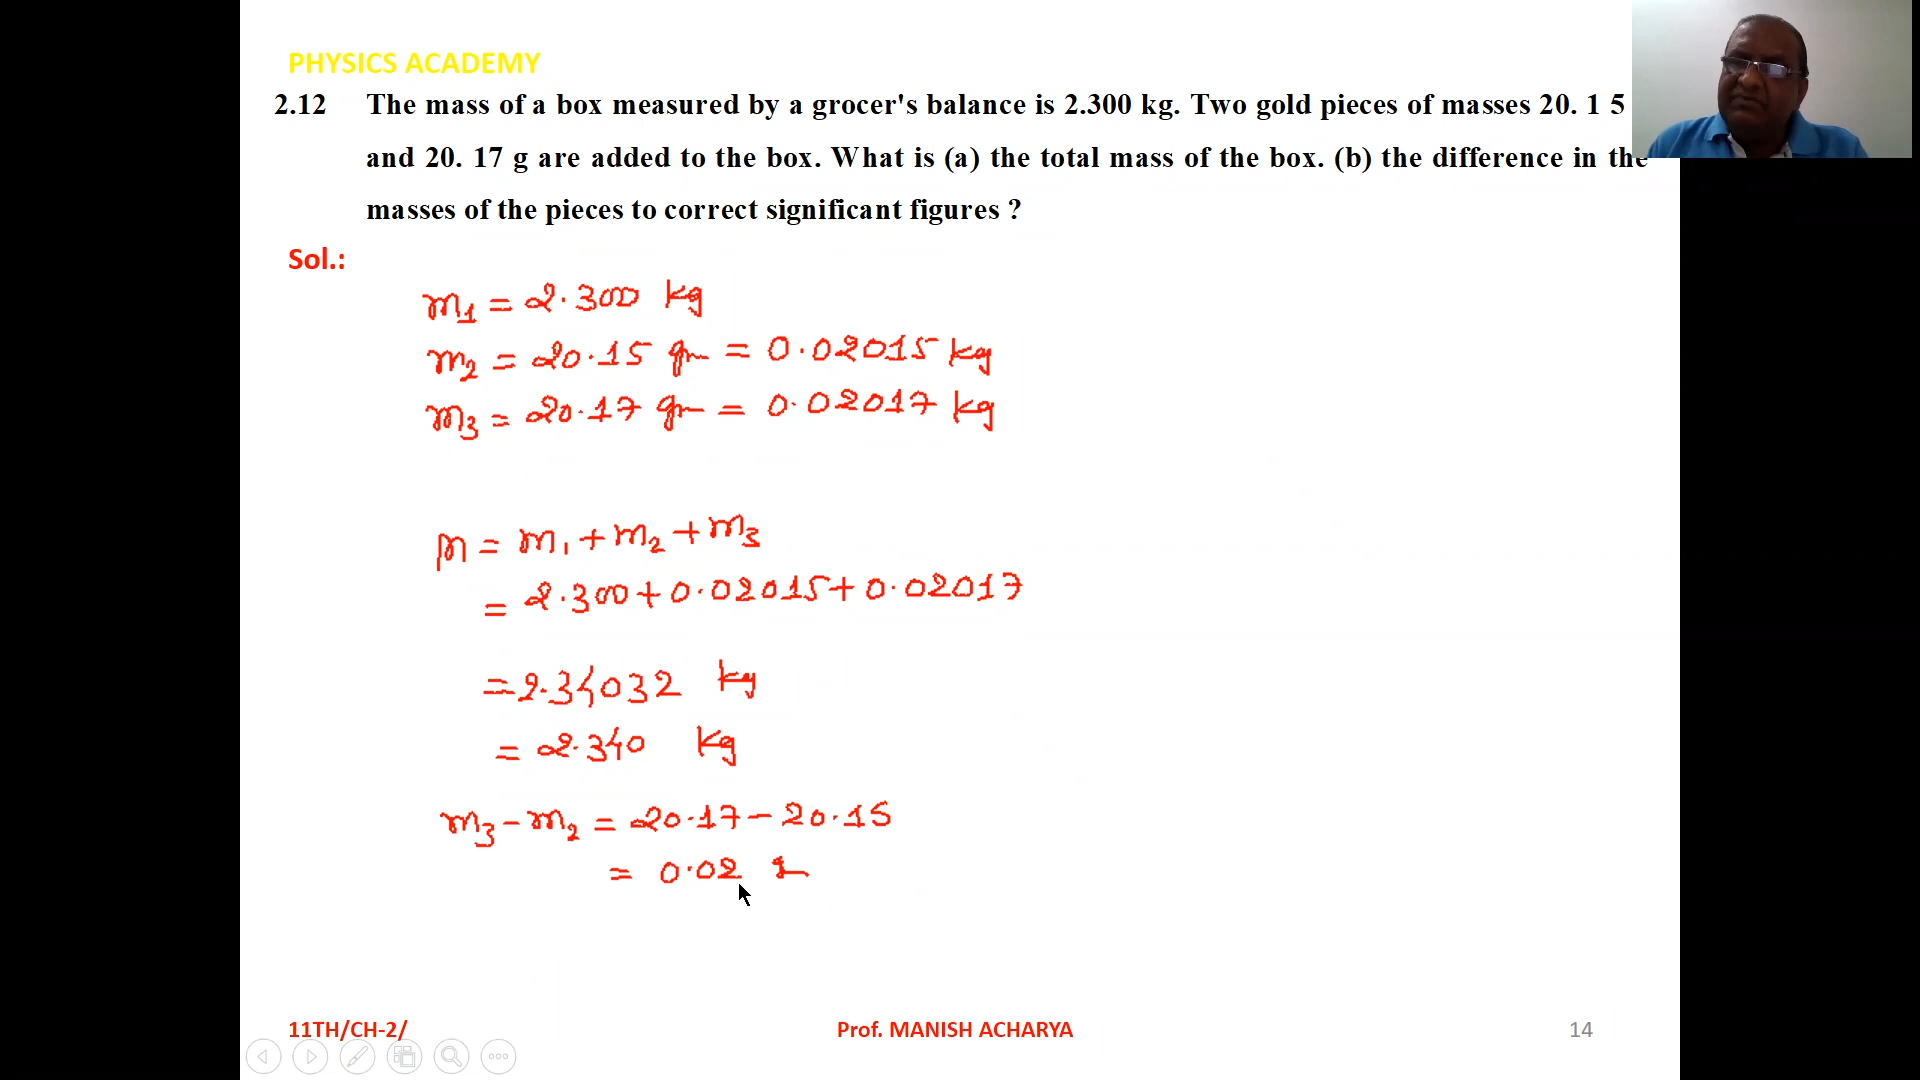 PHYSICS ACADEMY
2.12 The mass of a box measured by a grocer's balance is 2.300 kg. Two gold pieces of masses 20. 1 5
and 20. 17 g are added to the box. What is (a) the total mass of the box. (b) the difference in the
masses of the pieces to correct significant figures ?
Sol.:
m₁ = 2.300 kg
m₂ = 20.15 gm = 0.02015 kg
m₃ = 20.17 gm = 0.02017 kg
M = m₁ + m₂ + m₃
= 2.300 + 0.02015 + 0.02017
= 2.34032 kg
= 2.340 kg
m₃ - m₂ = 20.17 - 20.15
= 0.02
11TH/CH-2/ Prof. MANISH ACHARYA 14